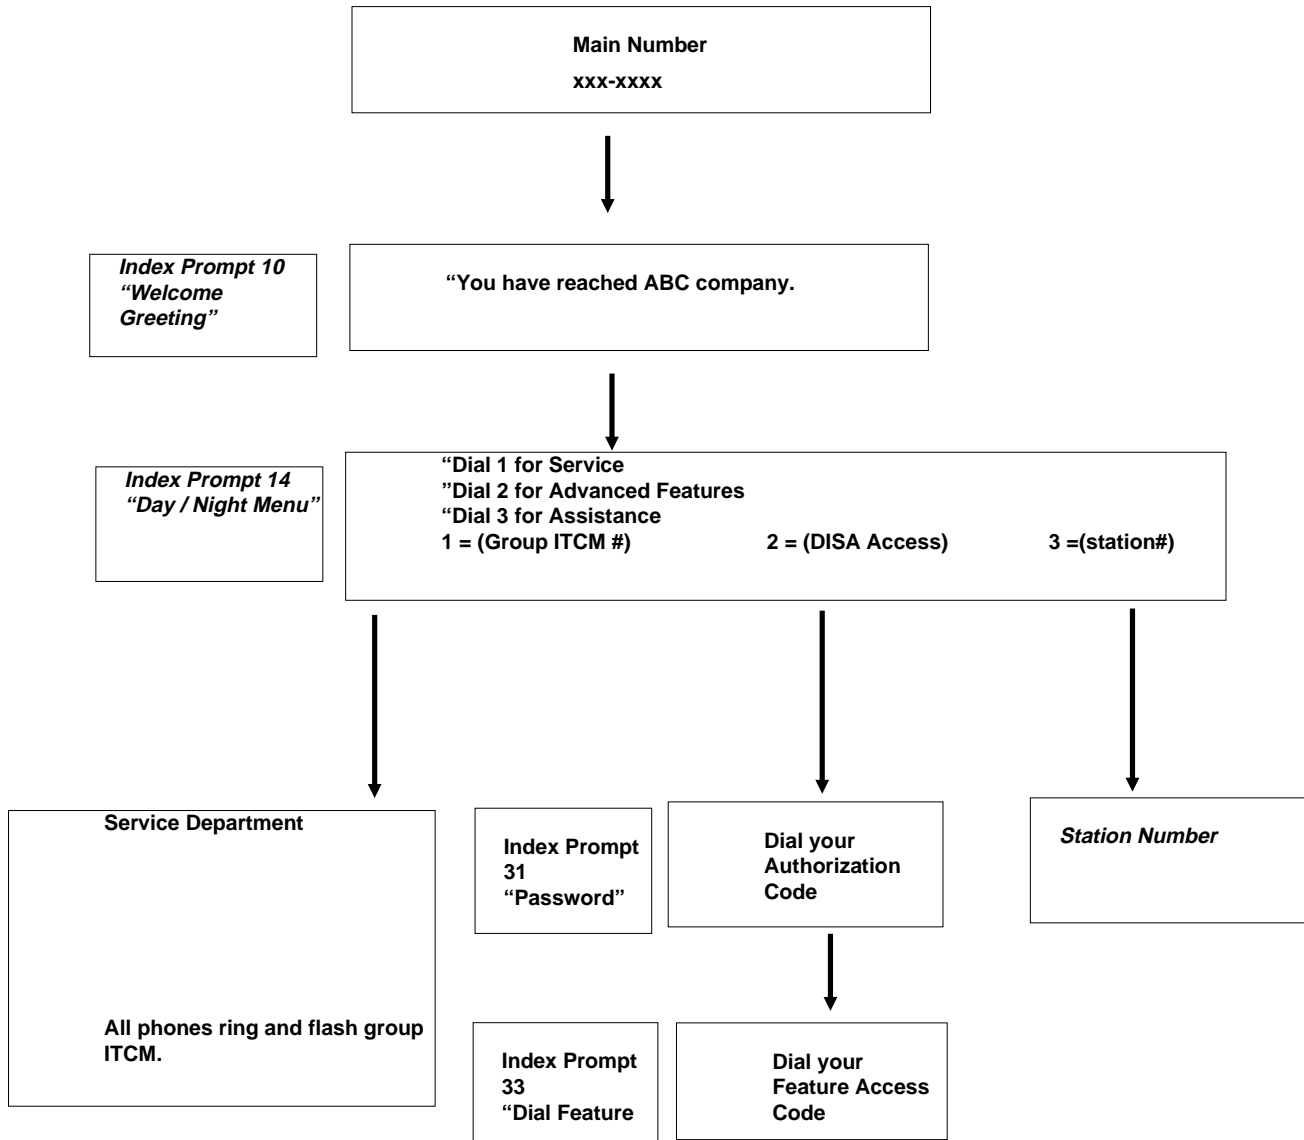 Main Number
xxx-xxxx
Index Prompt 10
“Welcome
Greeting”
“You have reached ABC company.
Index Prompt 14
“Day / Night Menu”
“Dial 1 for Service
”Dial 2 for Advanced Features
“Dial 3 for Assistance
1 = (Group ITCM #) 2 = (DISA Access) 3 =(station#)
Service Department
All phones ring and flash group
ITCM.
Index Prompt
31
“Password”
Dial your
Authorization
Code
Station Number
Index Prompt
33
“Dial Feature
Dial your
Feature Access
Code